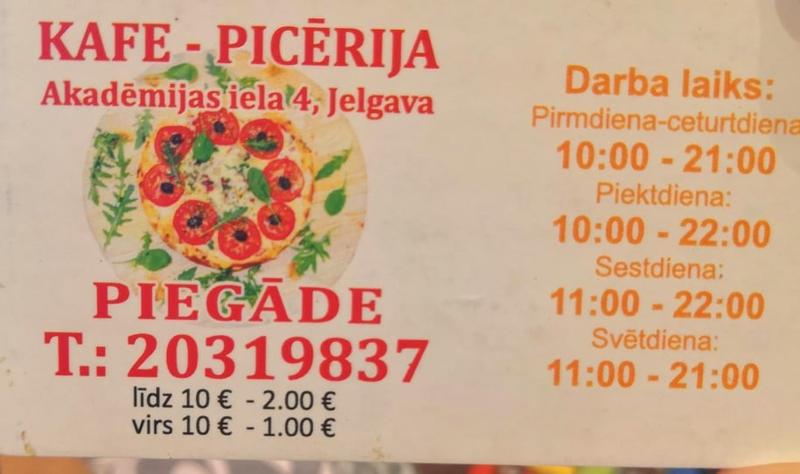 KAFE - PICĒRIJA
Akadēmijas iela 4, Jelgava
PIEGĀDE
T.: 20319837
līdz 10 € - 2.00 €
virs 10 € - 1.00 €
Darba laiks:
Pirmdiena-ceturtdiena
10:00 - 21:00
Piektdiena:
10:00 - 22:00
Sestdiena:
11:00 - 22:00
Svētdiena:
11:00 - 21:00